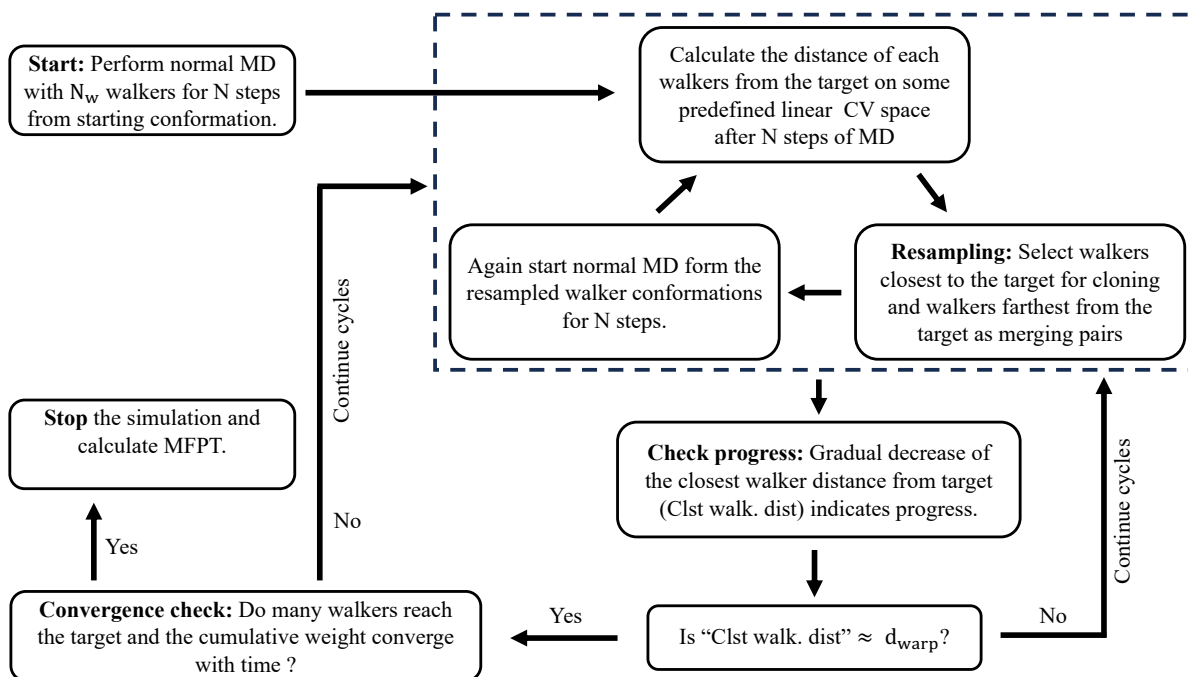 Start: Perform normal MD
with N_w walkers for N steps
from starting conformation.
Calculate the distance of each
walkers from the target on some
predefined linear CV space
after N steps of MD
Resampling: Select walkers
closest to the target for cloning
and walkers farthest from the
target as merging pairs
Again start normal MD form the
resampled walker conformations
for N steps.
Check progress: Gradual decrease of
the closest walker distance from target
(Clst walk. dist) indicates progress.
Is “Clst walk. dist” ≈ d_warp?
No
Continue cycles
Yes
Convergence check: Do many walkers reach
the target and the cumulative weight converge
with time ?
No
Continue cycles
Yes
Stop the simulation and
calculate MFPT.